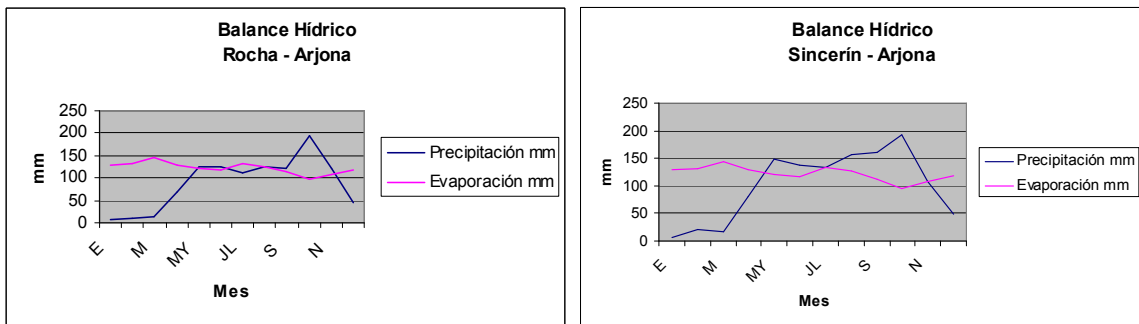 Balance Hídrico
Rocha - Arjona
250
200
150
100
50
0
mm
E
M
MY
JL
S
N
Mes
Precipitación mm
Evaporación mm
Balance Hídrico
Sincerín - Arjona
250
200
150
100
50
0
mm
E
M
MY
JL
S
N
Mes
Precipitación mm
Evaporación mm